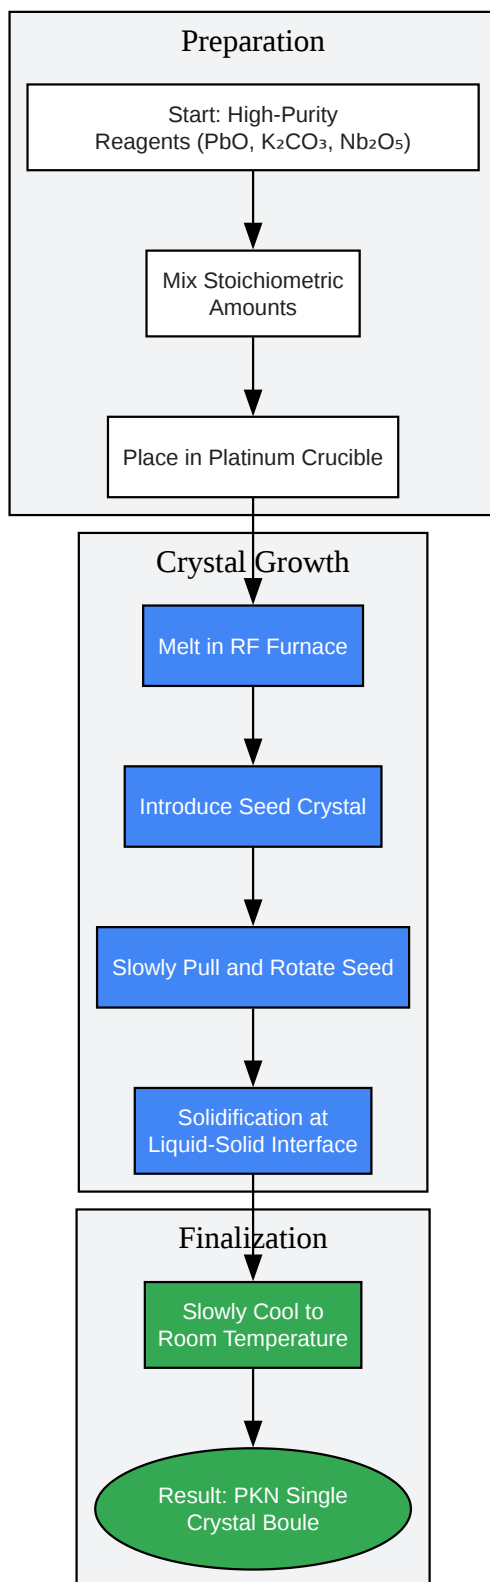 Preparation
Start: High-Purity
Reagents (PbO, K₂CO₃, Nb₂O₅)
Mix Stoichiometric
Amounts
Place in Platinum Crucible
Crystal Growth
Melt in RF Furnace
Introduce Seed Crystal
Slowly Pull and Rotate Seed
Solidification at
Liquid-Solid Interface
Finalization
Slowly Cool to
Room Temperature
Result: PKN Single
Crystal Boule